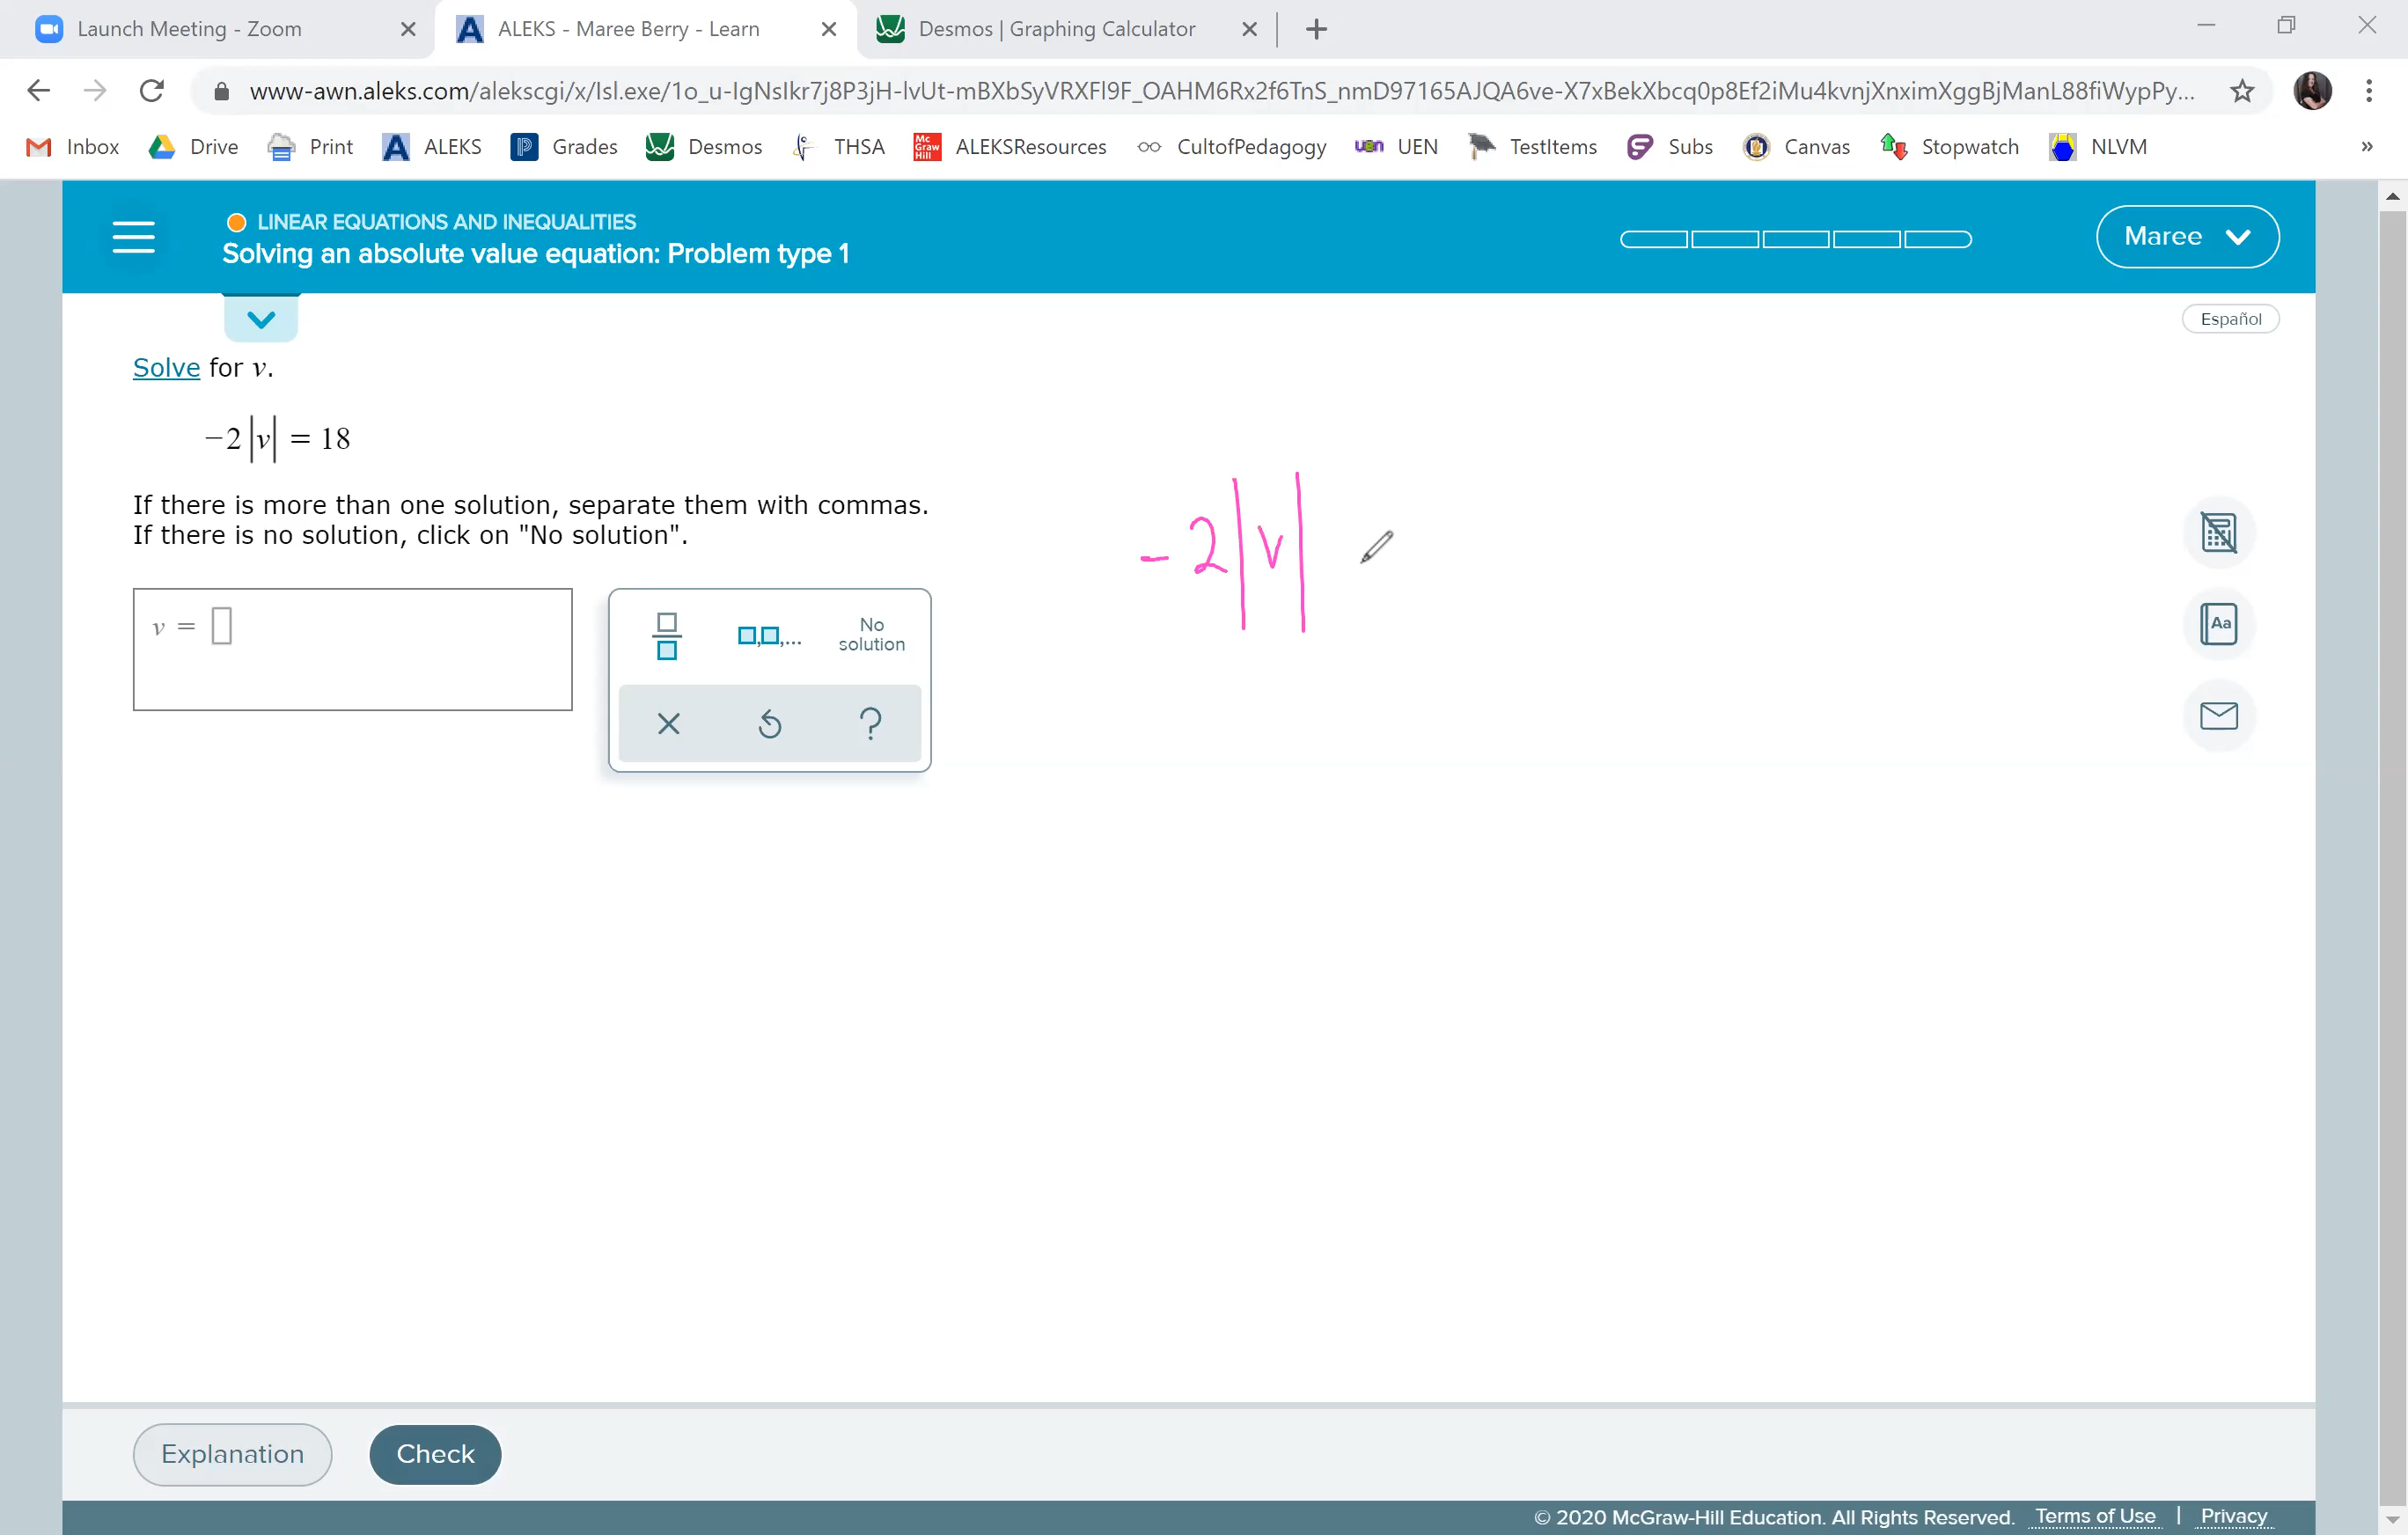 Launch Meeting - Zoom
ALEKS - Maree Berry - Learn
Desmos | Graphing Calculator
www-awn.aleks.com/alekscgi/x/Isl.exe/1o_u-IgNsIkr7j8P3jH-lvUt-mBXbSyVRXFl9F_OAHM6Rx2f6TnS_nmD97165AJQA6ve-X7xBekXbcq0p8Ef2iMu4kvnjXnximXggBjManL88fiWypPy...
Inbox Drive Print ALEKS Grades Desmos THSA ALEKSResources CultofPedagogy UEN TestItems Subs Canvas Stopwatch NLVM »
LINEAR EQUATIONS AND INEQUALITIES
Solving an absolute value equation: Problem type 1
Maree
Español
Solve for v.
−2|v| = 18
If there is more than one solution, separate them with commas.
If there is no solution, click on "No solution".
- 2|v|
v =
No
solution
?
Aa
Explanation
Check
© 2020 McGraw-Hill Education. All Rights Reserved. Terms of Use | Privacy